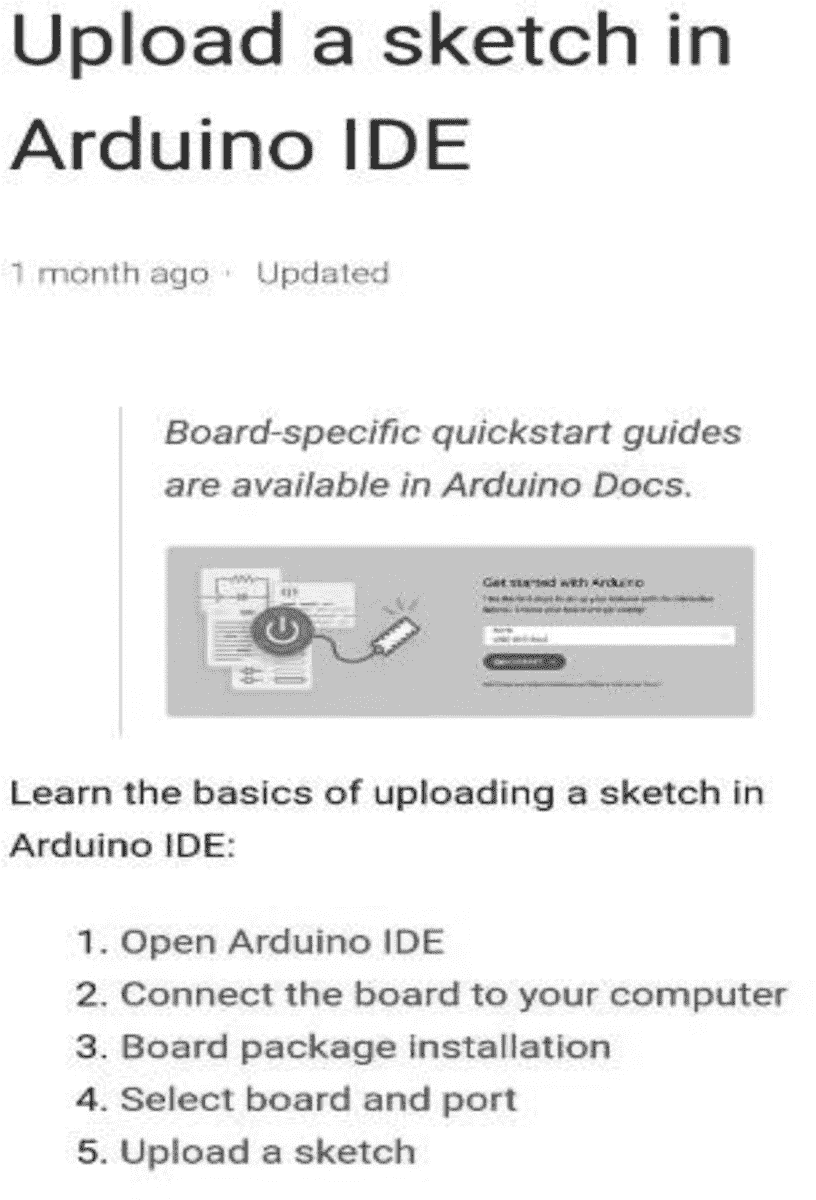 Upload a sketch in
Arduino IDE
1 month ago · Updated
Board-specific quickstart guides
are available in Arduino Docs.
Get started with Arduino
Learn the basics of uploading a sketch in
Arduino IDE:
1. Open Arduino IDE
2. Connect the board to your computer
3. Board package installation
4. Select board and port
5. Upload a sketch